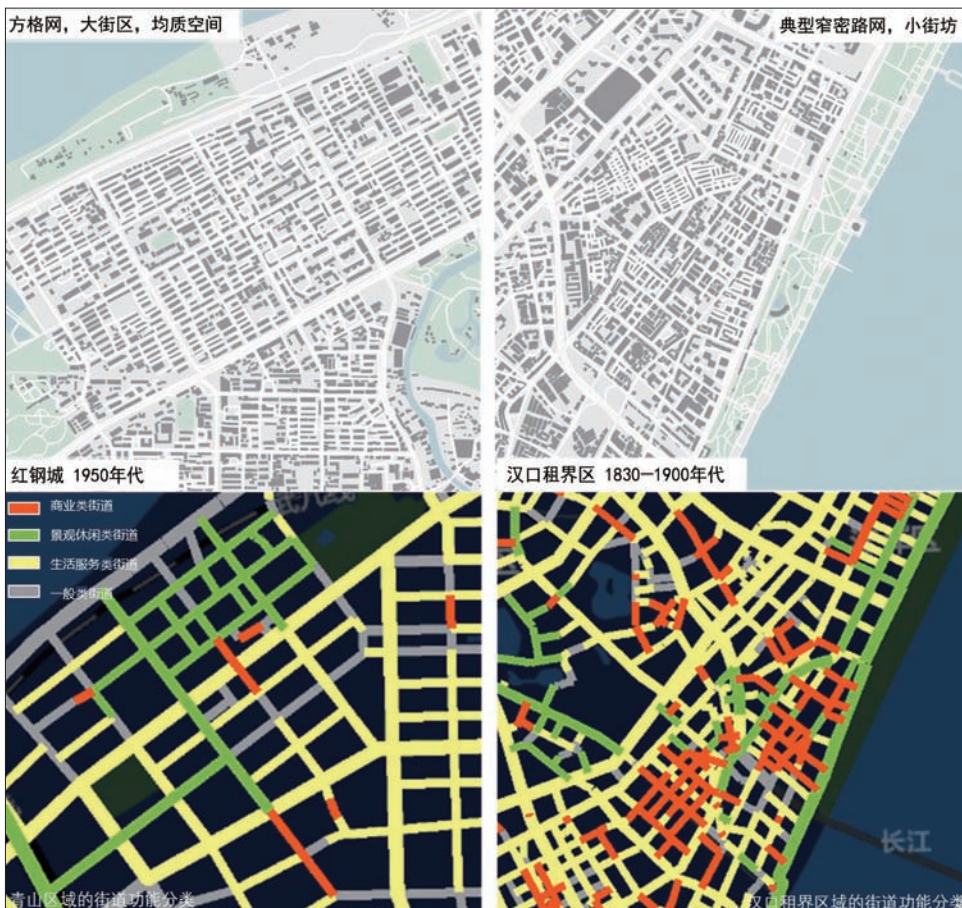 方格网，大街区，均质空间
典型窄密路网，小街坊
红钢城 1950年代
汉口租界区 1830—1900年代
商业类街道
景观休闲类街道
生活服务类街道
一般类街道
武九线
长江
青山区域的街道功能分类
汉口租界区域的街道功能分类